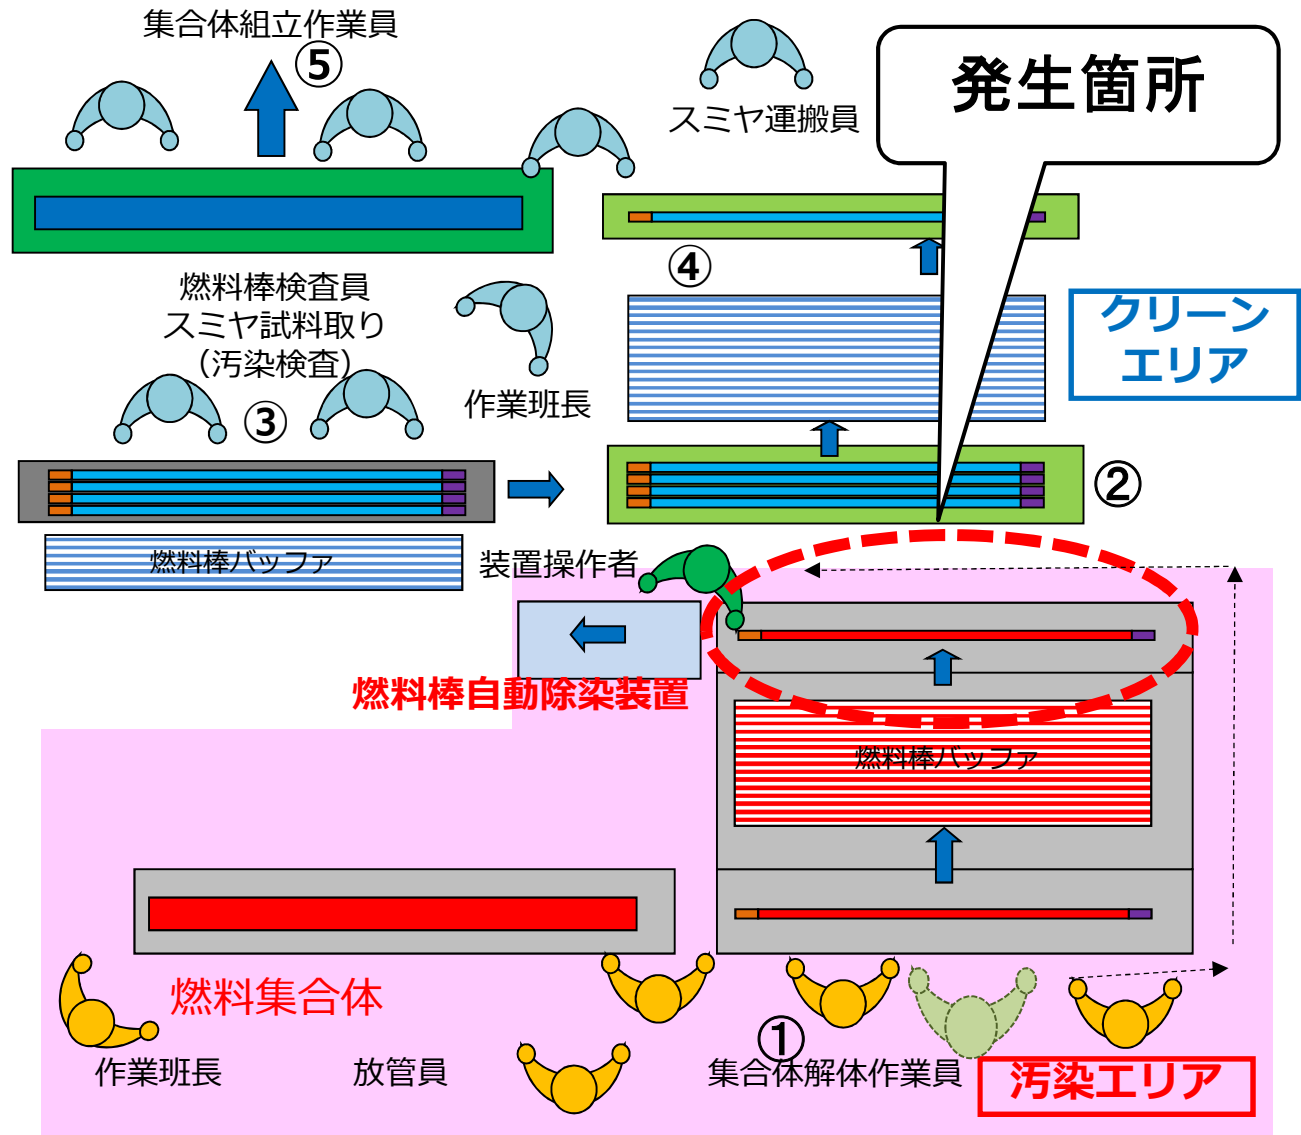 集合体組立作業員
⑤
スミヤ運搬員
発生箇所
燃料棒検査員
スミヤ試料取り
（汚染検査）
④
クリーン
エリア
作業班長
③
②
燃料棒バッファ
装置操作者
燃料棒自動除染装置
燃料棒バッファ
燃料集合体
①
作業班長
放管員
集合体解体作業員
汚染エリア